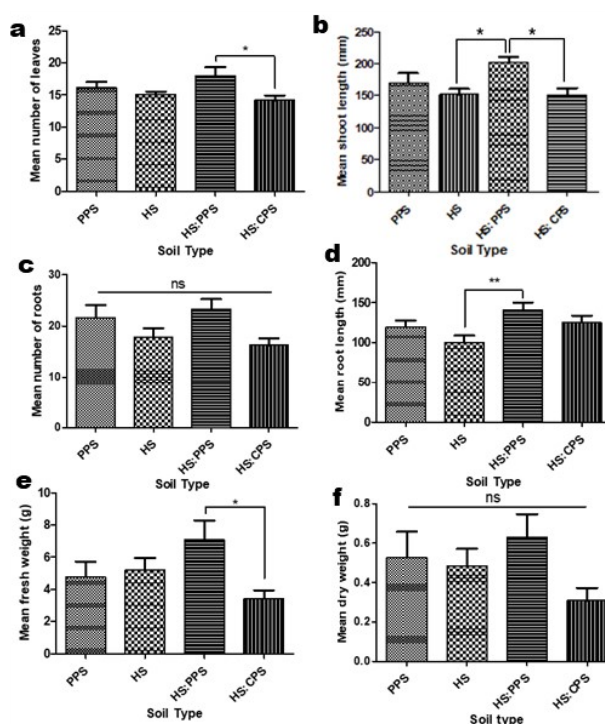 a
Mean number of leaves
25
20
15
10
5
0
*
PPS
HS
HS:PPS
HS:CPS
Soil Type
b
Mean shoot length (mm)
250
200
150
100
50
0
*
*
PPS
HS
HS:PPS
HS:CPS
Soil Type
c
Mean number of roots
30
20
10
0
ns
PPS
HS
HS:PPS
HS:CPS
Soil Type
d
Mean root length (mm)
200
150
100
50
0
**
PPS
HS
HS:PPS
HS:CPS
Soil Type
e
Mean fresh weight (g)
10
8
6
4
2
0
*
PPS
HS
HS:PPS
HS:CPS
Soil Type
f
Mean dry weight (g)
0.8
0.6
0.4
0.2
0.0
ns
PPS
HS
HS:PPS
HS:CPS
Soil type